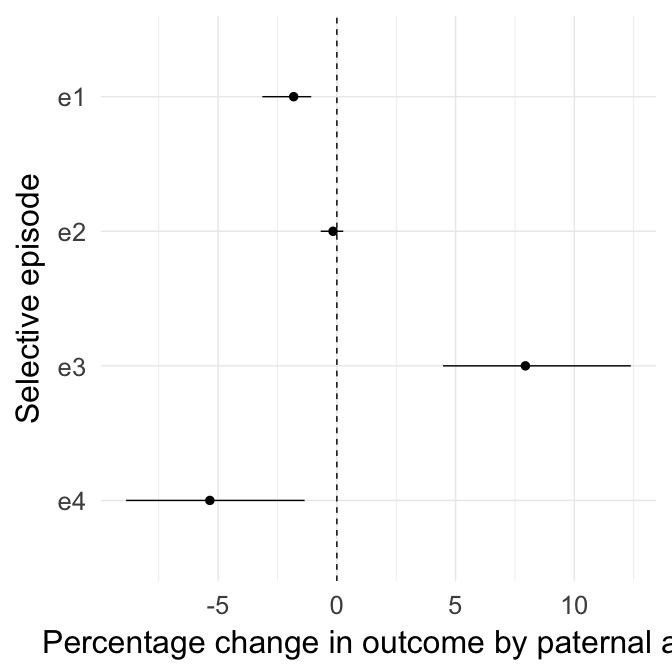 Selective episode
e1
e2
e3
e4
-5 0 5 10
Percentage change in outcome by paternal a